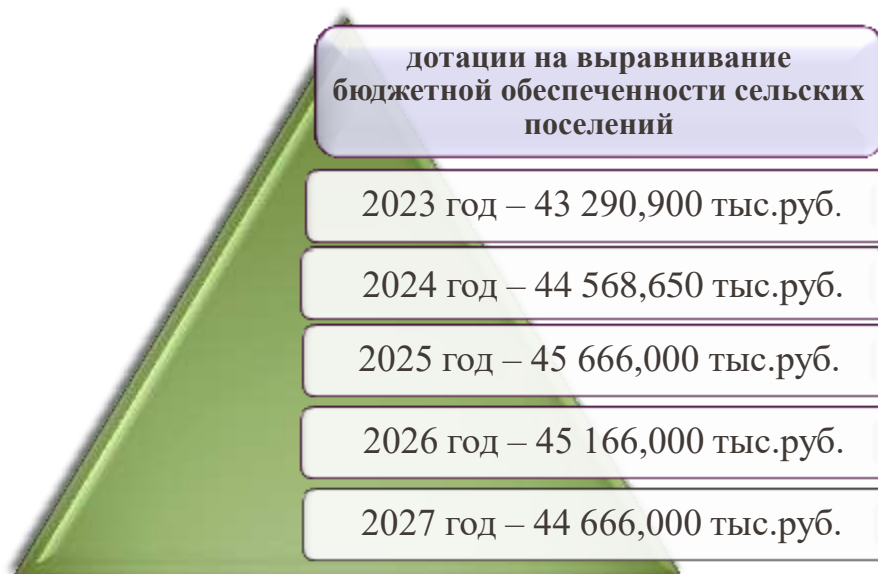 дотации на выравнивание
бюджетной обеспеченности сельских
поселений
2023 год – 43 290,900 тыс.руб.
2024 год – 44 568,650 тыс.руб.
2025 год – 45 666,000 тыс.руб.
2026 год – 45 166,000 тыс.руб.
2027 год – 44 666,000 тыс.руб.